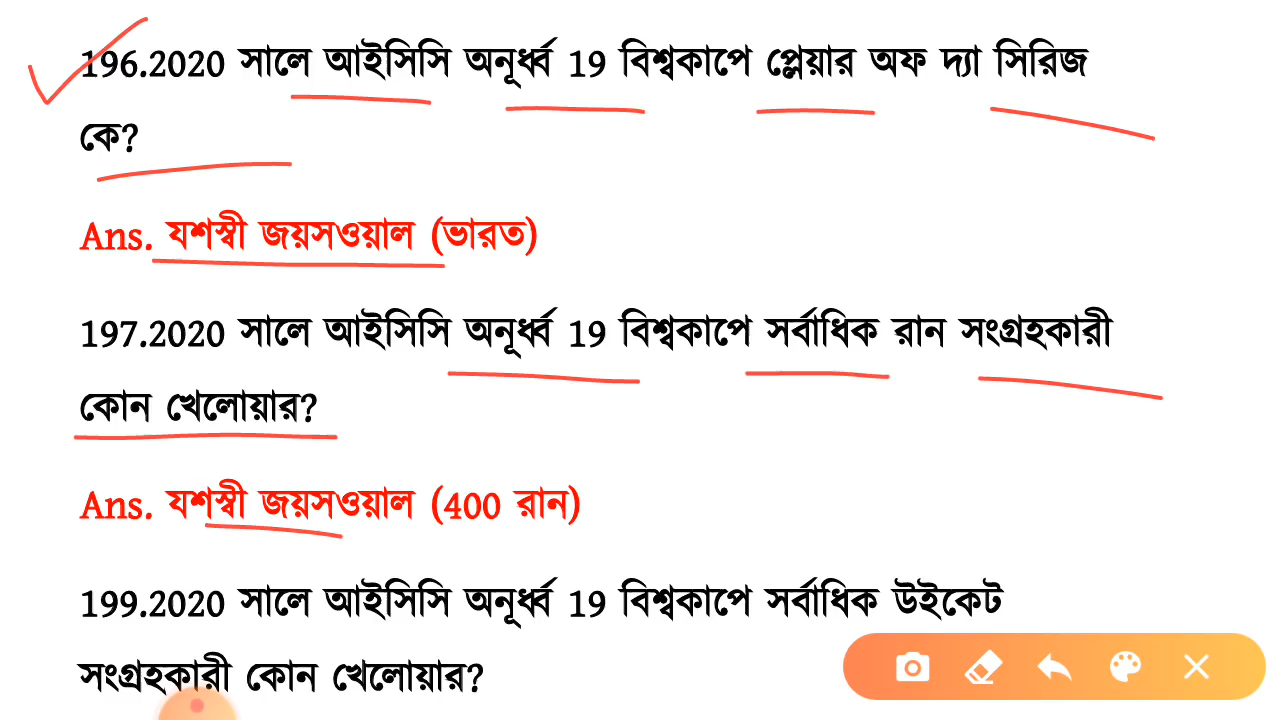 196.2020 সালে আইসিসি অনূর্ধ্ব 19 বিশ্বকাপে প্লেয়ার অফ দ্যা সিরিজ
কে?
Ans. যশস্বী জয়সওয়াল (ভারত)
197.2020 সালে আইসিসি অনূর্ধ্ব 19 বিশ্বকাপে সর্বাধিক রান সংগ্রহকারী
কোন খেলোয়ার?
Ans. যশস্বী জয়সওয়াল (400 রান)
199.2020 সালে আইসিসি অনূর্ধ্ব 19 বিশ্বকাপে সর্বাধিক উইকেট
সংগ্রহকারী কোন খেলোয়ার?